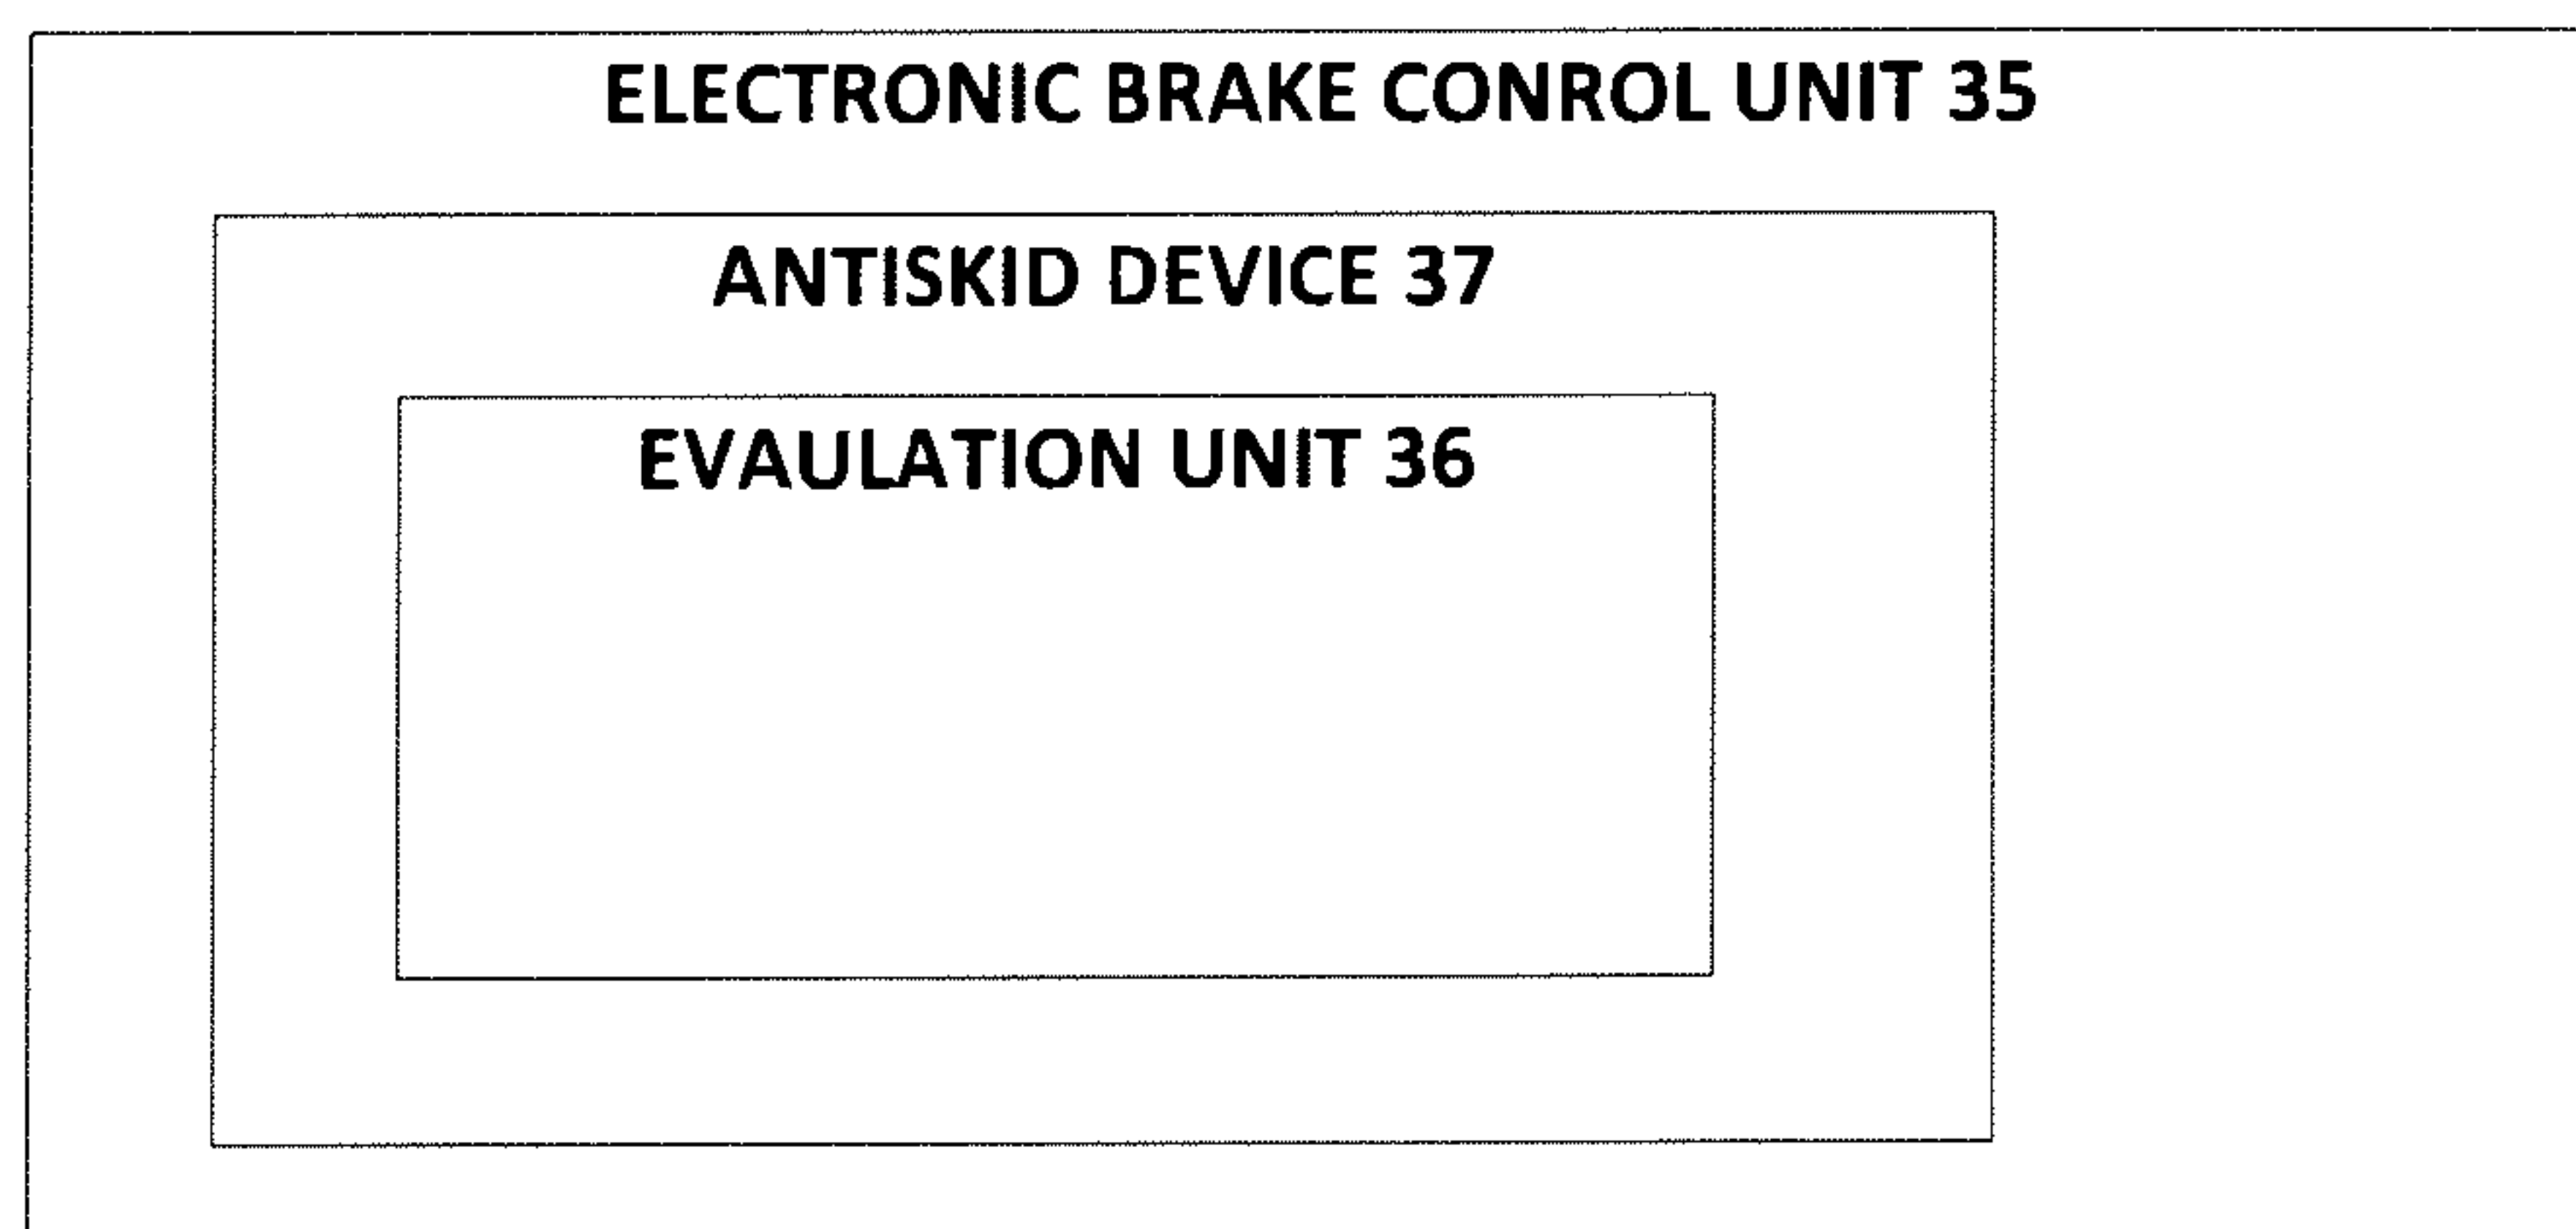 ELECTRONIC BRAKE CONROL UNIT 35
ANTISKID DEVICE 37
EVAULATION UNIT 36